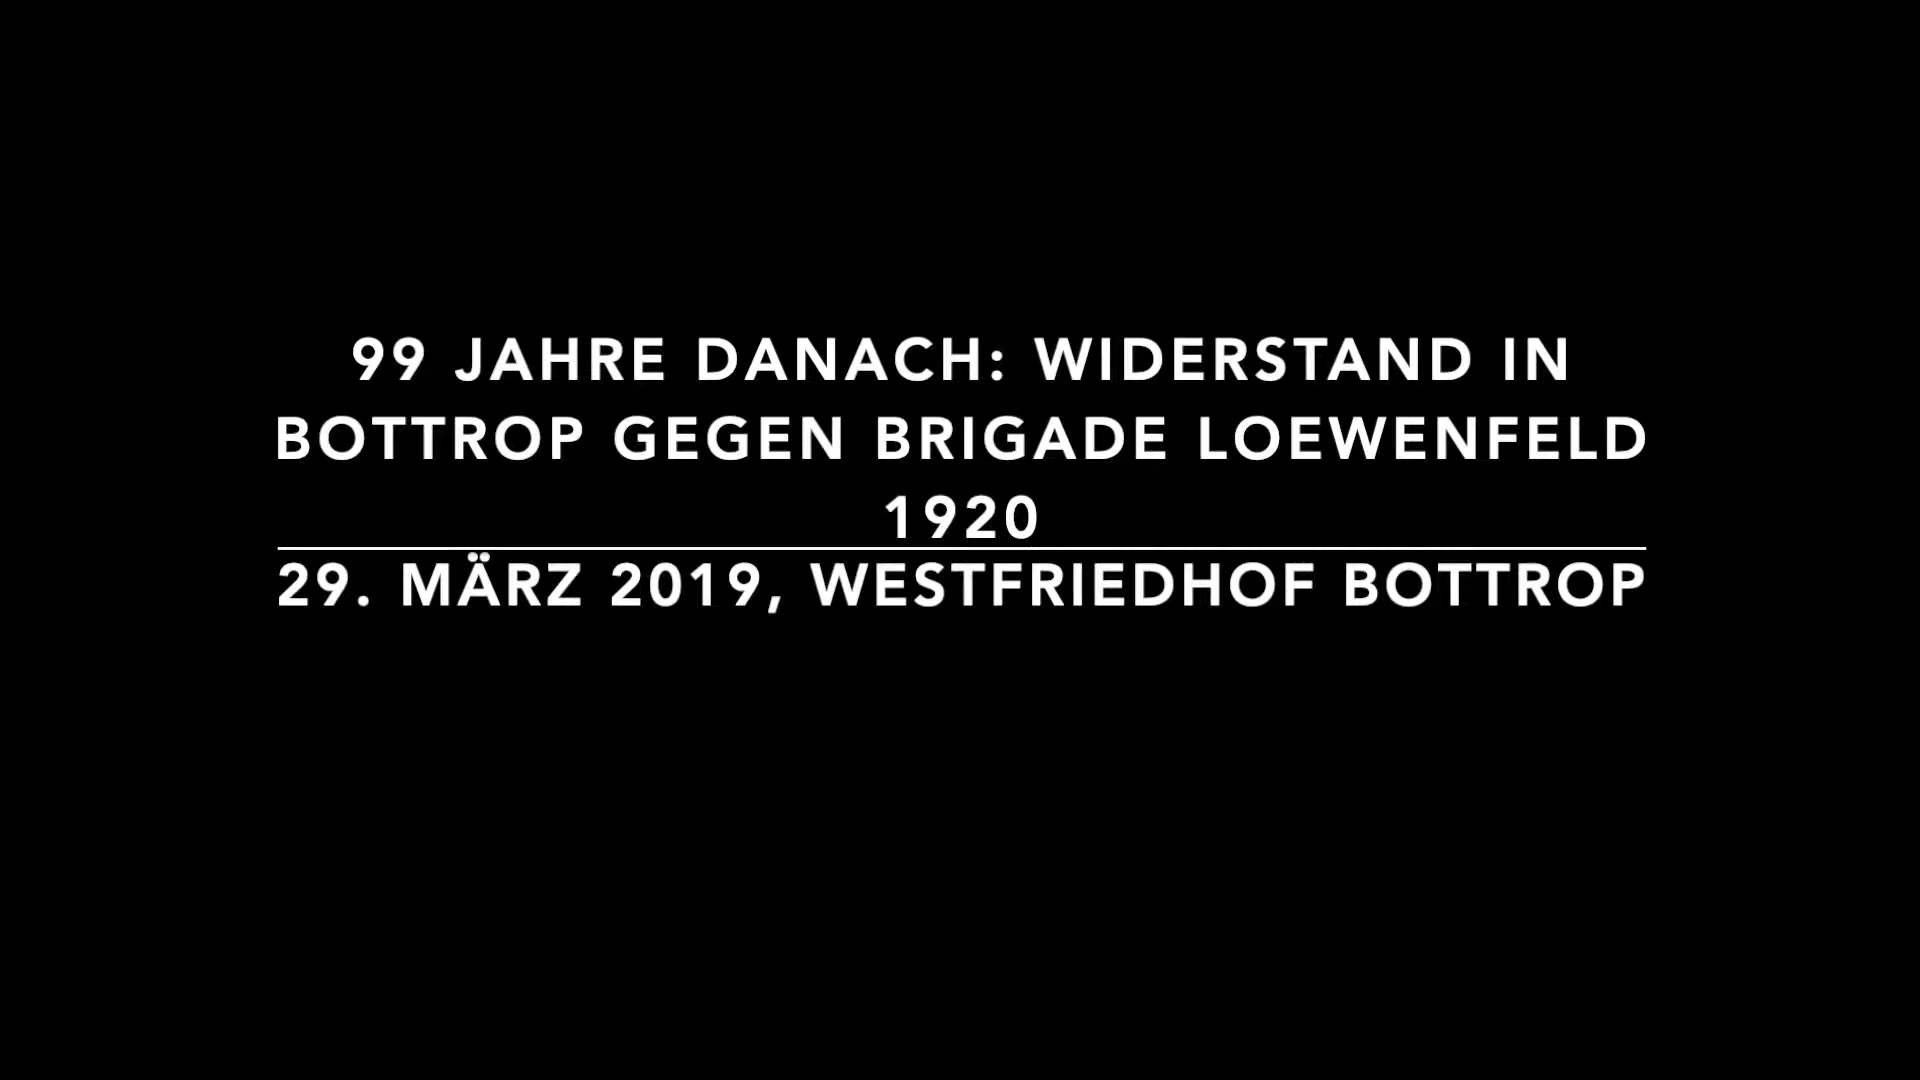 99 JAHRE DANACH: WIDERSTAND IN
BOTTROP GEGEN BRIGADE LOEWENFELD
1920
29. MÄRZ 2019, WESTFRIEDHOF BOTTROP